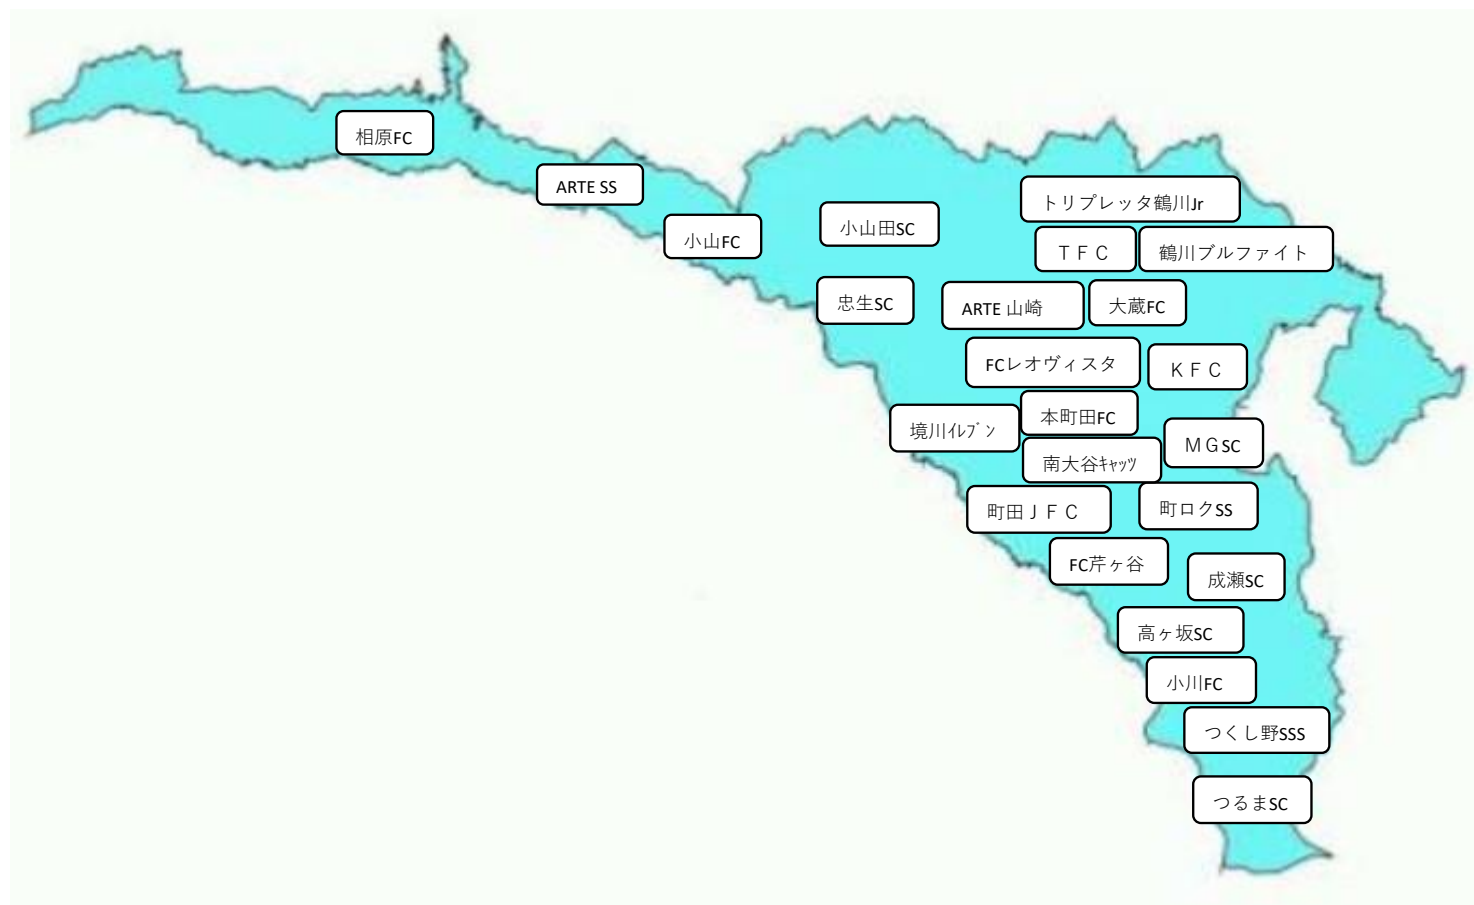 相原FC
ARTE SS
小山FC
小山田SC
トリプレッタ鶴川Jr
ＴＦＣ
鶴川ブルファイト
忠生SC
ARTE 山崎
大蔵FC
FCレオヴィスタ
ＫＦＣ
本町田FC
境川ｲﾚﾌﾞﾝ
ＭＧSC
南大谷ｷｬｯﾂ
町田ＪＦＣ
町ロクSS
FC芹ヶ谷
成瀬SC
高ヶ坂SC
小川FC
つくし野SSS
つるまSC